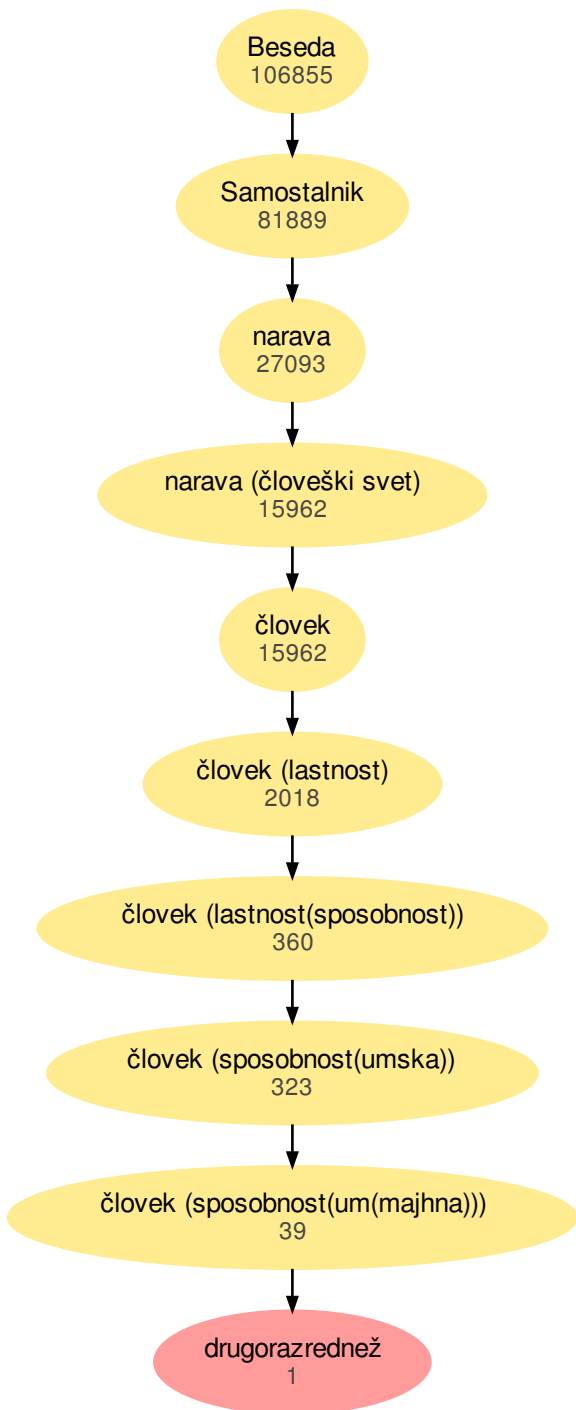 Beseda
106855
Samostalnik
81889
narava
27093
narava (človeški svet)
15962
človek
15962
človek (lastnost)
2018
človek (lastnost(sposobnost))
360
človek (sposobnost(umska))
323
človek (sposobnost(um(majhna)))
39
drugorazrednež
1